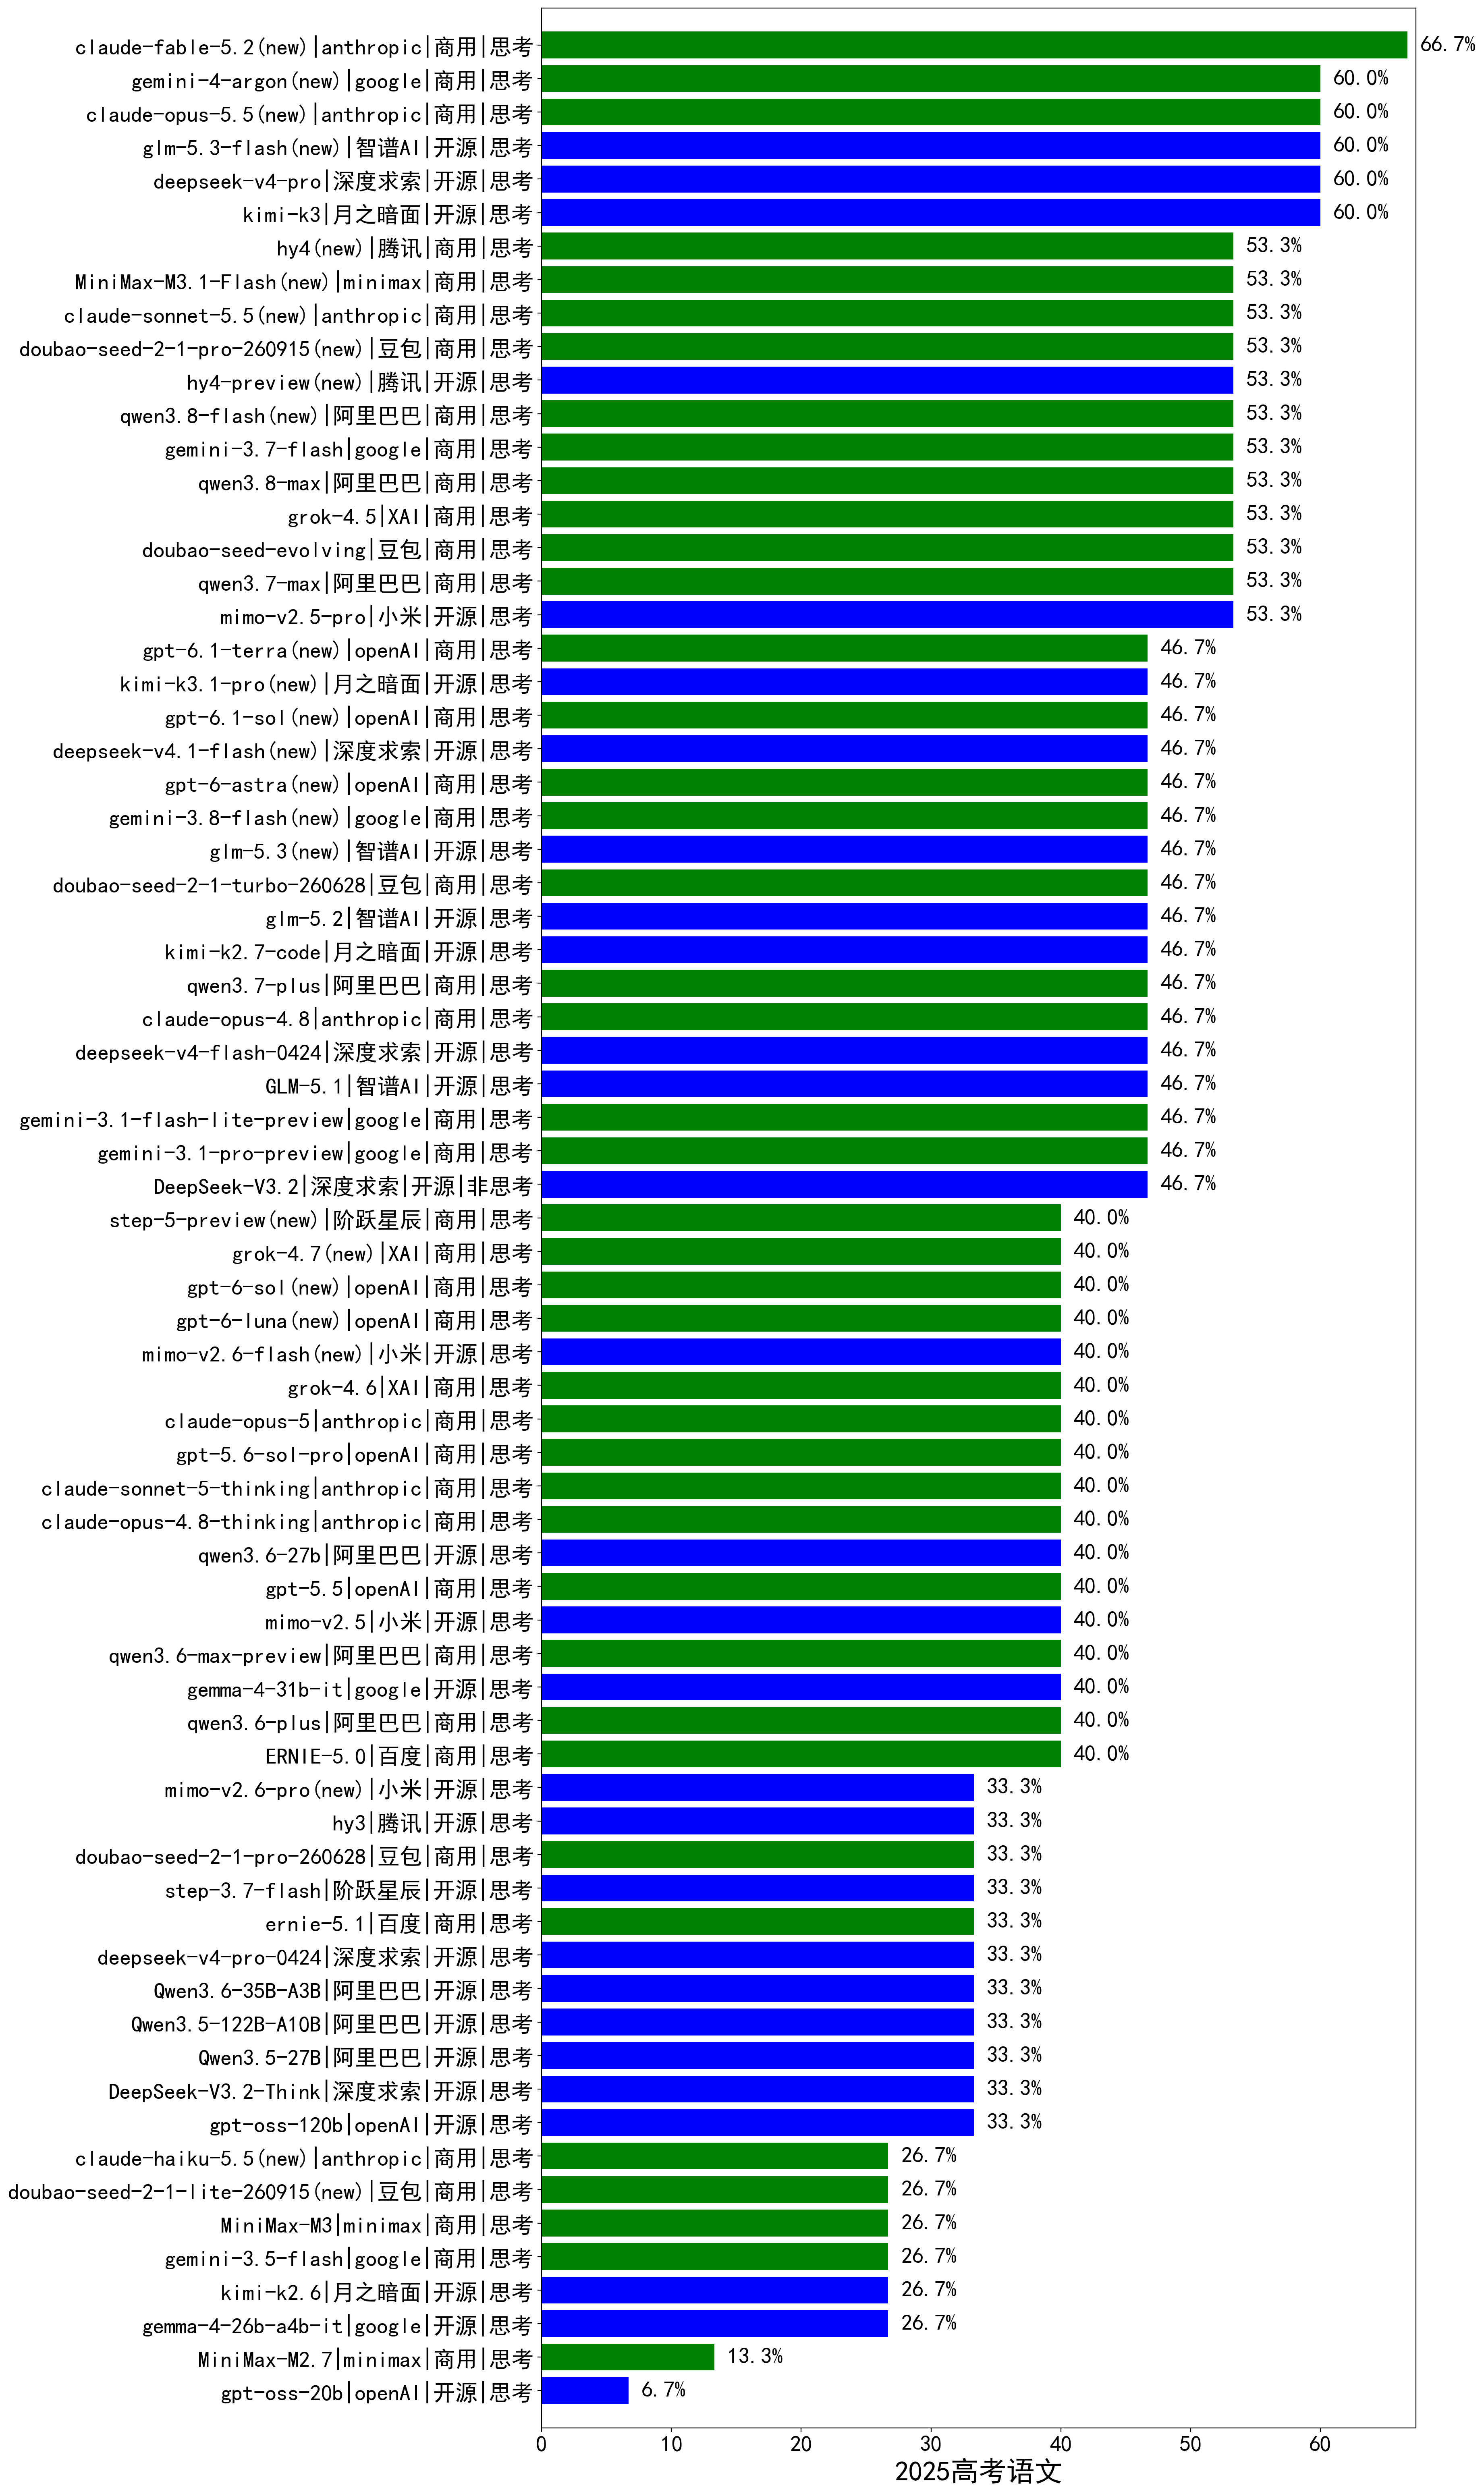 claude-fable-5.2(new)|anthropic|商用|思考 66.7%
gemini-4-argon(new)|google|商用|思考 60.0%
claude-opus-5.5(new)|anthropic|商用|思考 60.0%
glm-5.3-flash(new)|智谱AI|开源|思考 60.0%
deepseek-v4-pro|深度求索|开源|思考 60.0%
kimi-k3|月之暗面|开源|思考 60.0%
hy4(new)|腾讯|商用|思考 53.3%
MiniMax-M3.1-Flash(new)|minimax|商用|思考 53.3%
claude-sonnet-5.5(new)|anthropic|商用|思考 53.3%
doubao-seed-2-1-pro-260915(new)|豆包|商用|思考 53.3%
hy4-preview(new)|腾讯|开源|思考 53.3%
qwen3.8-flash(new)|阿里巴巴|商用|思考 53.3%
gemini-3.7-flash|google|商用|思考 53.3%
qwen3.8-max|阿里巴巴|商用|思考 53.3%
grok-4.5|XAI|商用|思考 53.3%
doubao-seed-evolving|豆包|商用|思考 53.3%
qwen3.7-max|阿里巴巴|商用|思考 53.3%
mimo-v2.5-pro|小米|开源|思考 53.3%
gpt-6.1-terra(new)|openAI|商用|思考 46.7%
kimi-k3.1-pro(new)|月之暗面|开源|思考 46.7%
gpt-6.1-sol(new)|openAI|商用|思考 46.7%
deepseek-v4.1-flash(new)|深度求索|开源|思考 46.7%
gpt-6-astra(new)|openAI|商用|思考 46.7%
gemini-3.8-flash(new)|google|商用|思考 46.7%
glm-5.3(new)|智谱AI|开源|思考 46.7%
doubao-seed-2-1-turbo-260628|豆包|商用|思考 46.7%
glm-5.2|智谱AI|开源|思考 46.7%
kimi-k2.7-code|月之暗面|开源|思考 46.7%
qwen3.7-plus|阿里巴巴|商用|思考 46.7%
claude-opus-4.8|anthropic|商用|思考 46.7%
deepseek-v4-flash-0424|深度求索|开源|思考 46.7%
GLM-5.1|智谱AI|开源|思考 46.7%
gemini-3.1-flash-lite-preview|google|商用|思考 46.7%
gemini-3.1-pro-preview|google|商用|思考 46.7%
DeepSeek-V3.2|深度求索|开源|非思考 46.7%
step-5-preview(new)|阶跃星辰|商用|思考 40.0%
grok-4.7(new)|XAI|商用|思考 40.0%
gpt-6-sol(new)|openAI|商用|思考 40.0%
gpt-6-luna(new)|openAI|商用|思考 40.0%
mimo-v2.6-flash(new)|小米|开源|思考 40.0%
grok-4.6|XAI|商用|思考 40.0%
claude-opus-5|anthropic|商用|思考 40.0%
gpt-5.6-sol-pro|openAI|商用|思考 40.0%
claude-sonnet-5-thinking|anthropic|商用|思考 40.0%
claude-opus-4.8-thinking|anthropic|商用|思考 40.0%
qwen3.6-27b|阿里巴巴|开源|思考 40.0%
gpt-5.5|openAI|商用|思考 40.0%
mimo-v2.5|小米|开源|思考 40.0%
qwen3.6-max-preview|阿里巴巴|商用|思考 40.0%
gemma-4-31b-it|google|开源|思考 40.0%
qwen3.6-plus|阿里巴巴|商用|思考 40.0%
ERNIE-5.0|百度|商用|思考 40.0%
mimo-v2.6-pro(new)|小米|开源|思考 33.3%
hy3|腾讯|开源|思考 33.3%
doubao-seed-2-1-pro-260628|豆包|商用|思考 33.3%
step-3.7-flash|阶跃星辰|开源|思考 33.3%
ernie-5.1|百度|商用|思考 33.3%
deepseek-v4-pro-0424|深度求索|开源|思考 33.3%
Qwen3.6-35B-A3B|阿里巴巴|开源|思考 33.3%
Qwen3.5-122B-A10B|阿里巴巴|开源|思考 33.3%
Qwen3.5-27B|阿里巴巴|开源|思考 33.3%
DeepSeek-V3.2-Think|深度求索|开源|思考 33.3%
gpt-oss-120b|openAI|开源|思考 33.3%
claude-haiku-5.5(new)|anthropic|商用|思考 26.7%
doubao-seed-2-1-lite-260915(new)|豆包|商用|思考 26.7%
MiniMax-M3|minimax|商用|思考 26.7%
gemini-3.5-flash|google|商用|思考 26.7%
kimi-k2.6|月之暗面|开源|思考 26.7%
gemma-4-26b-a4b-it|google|开源|思考 26.7%
MiniMax-M2.7|minimax|商用|思考 13.3%
gpt-oss-20b|openAI|开源|思考 6.7%
0 10 20 30 40 50 60
2025高考语文